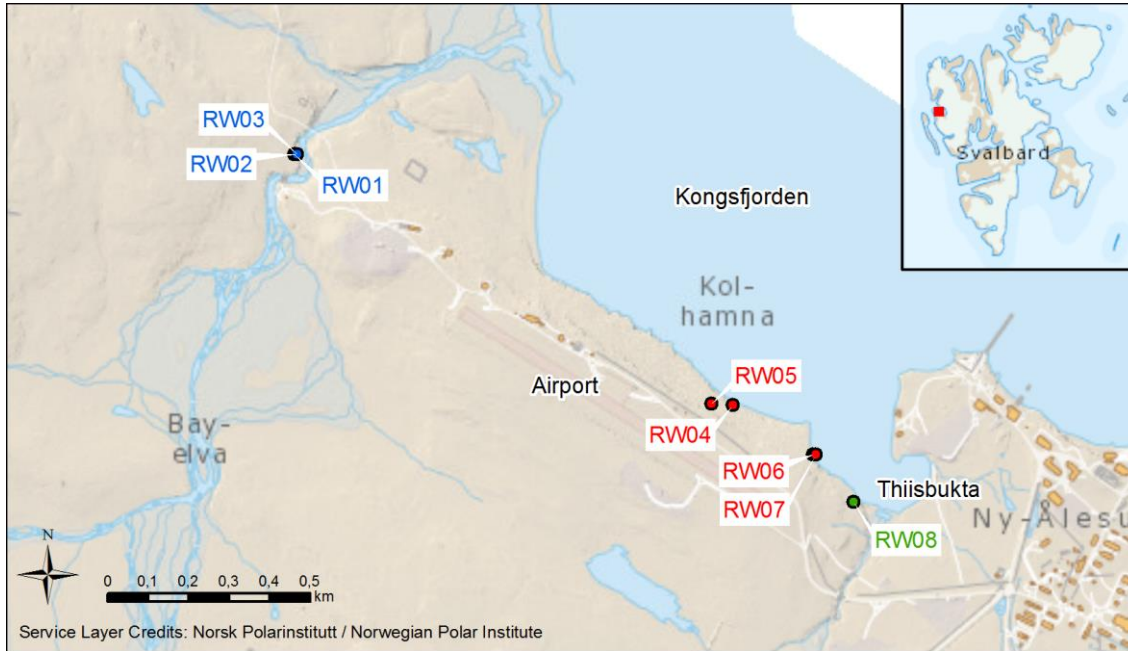 RW03
RW02
RW01
Svalbard
Kongsfjorden
Kol-
hamna
Airport
RW05
RW04
Bay-
elva
RW06
RW07
Thiisbukta
Ny-Ålesu
RW08
N
0 0,1 0,2 0,3 0,4 0,5
km
Service Layer Credits: Norsk Polarinstitutt / Norwegian Polar Institute